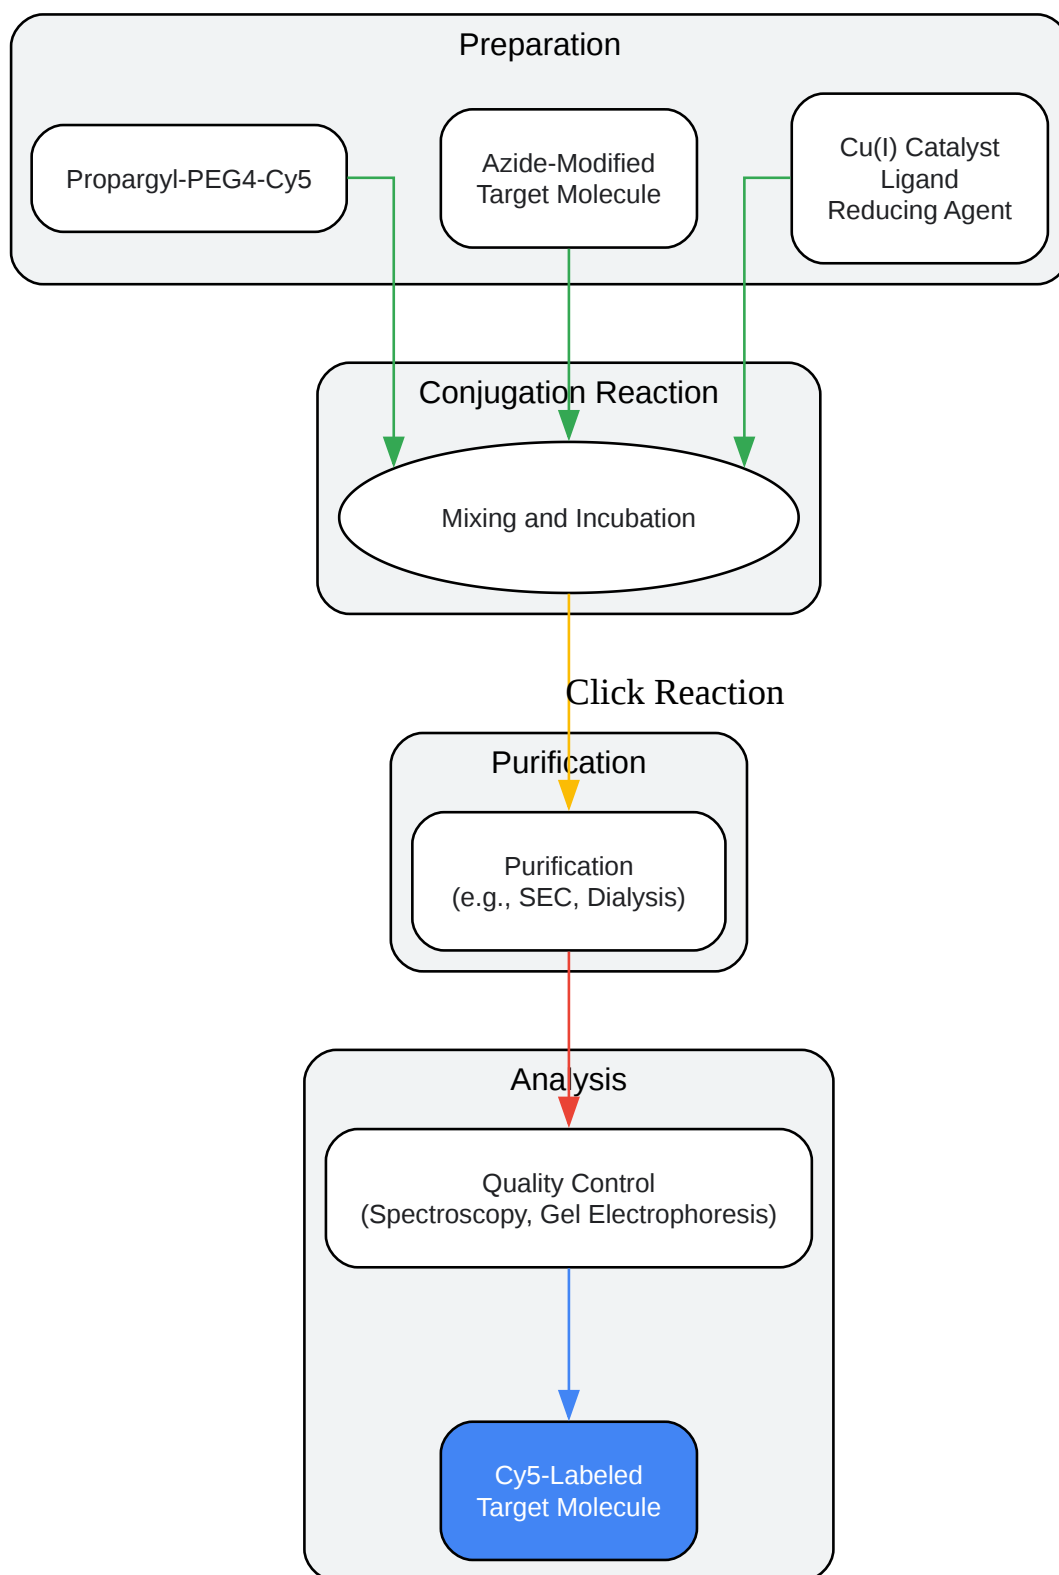 Preparation
Propargyl-PEG4-Cy5
Azide-Modified
Target Molecule
Cu(I) Catalyst
Ligand
Reducing Agent
Conjugation Reaction
Mixing and Incubation
Click Reaction
Purification
Purification
(e.g., SEC, Dialysis)
Analysis
Quality Control
(Spectroscopy, Gel Electrophoresis)
Cy5-Labeled
Target Molecule